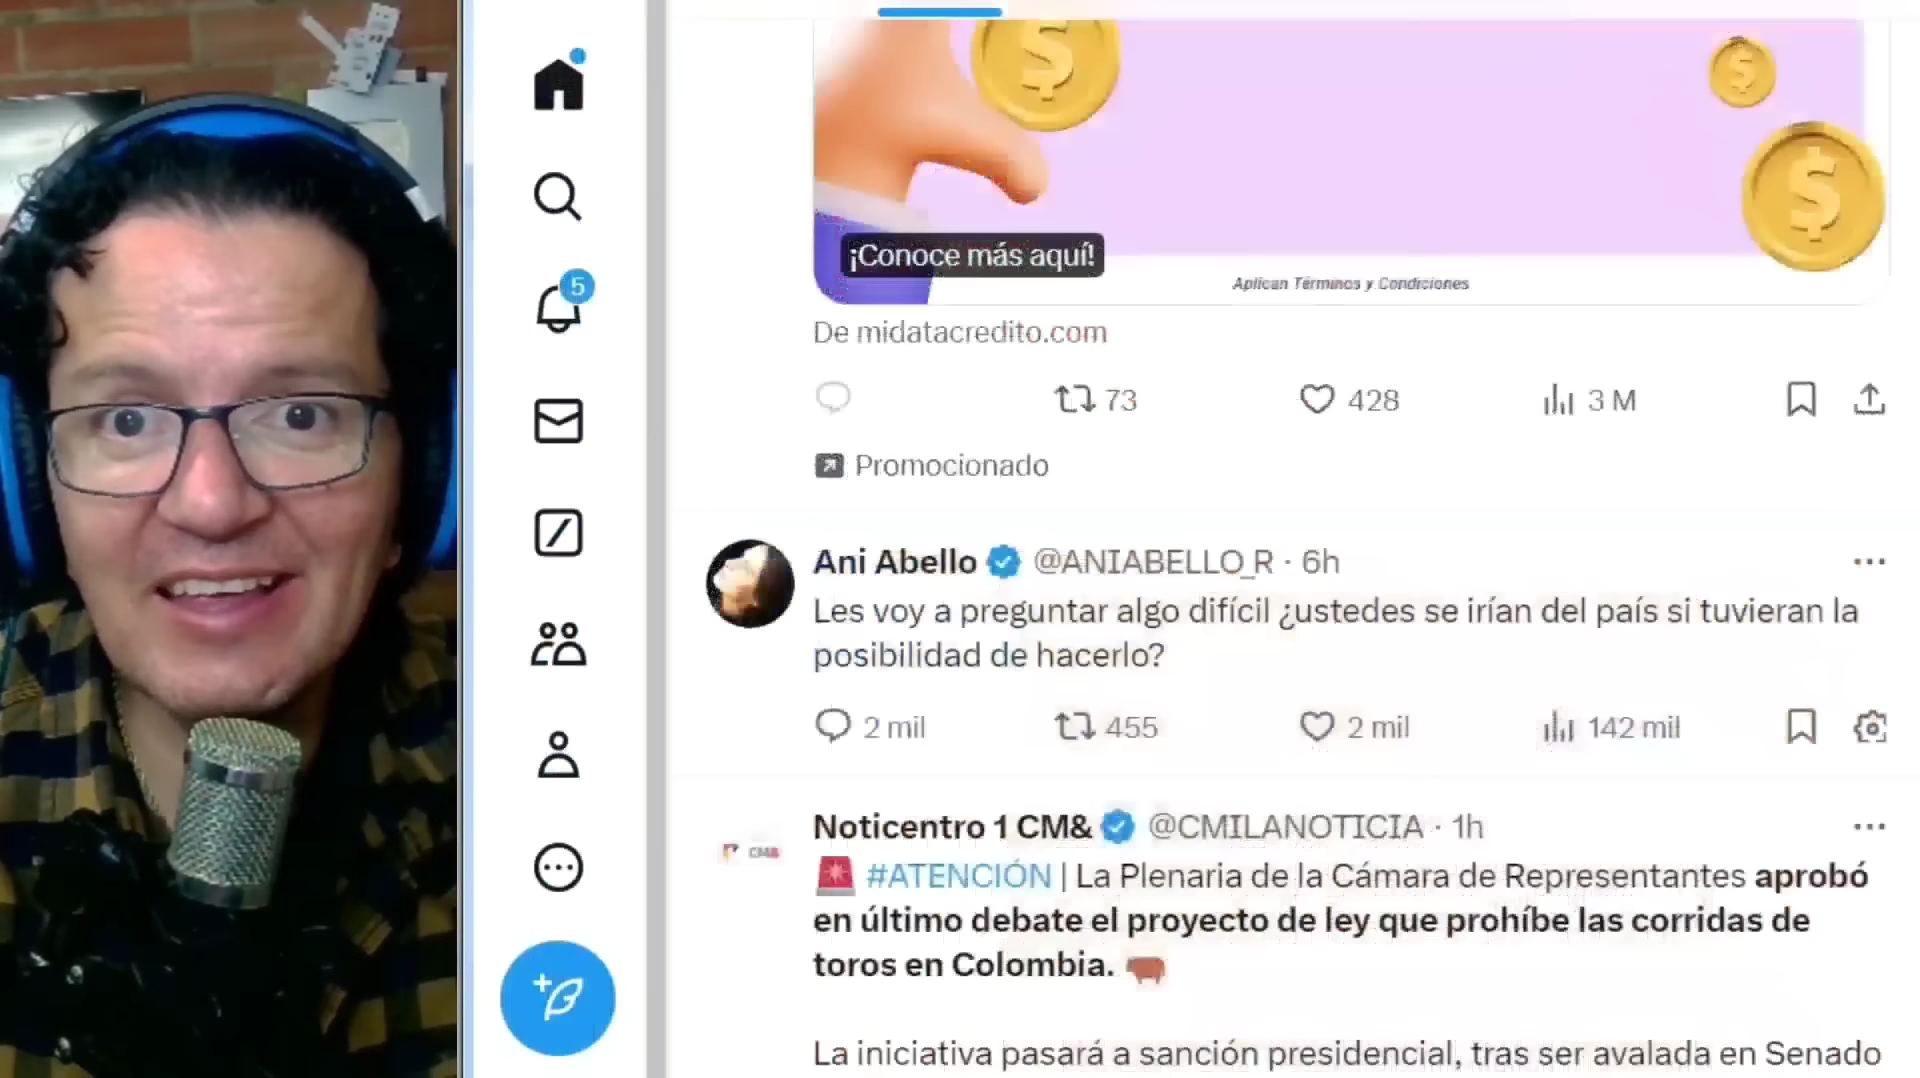 ¡Conoce más aquí!
Aplican Términos y Condiciones
De midatacredito.com
73 428 3 M
Promocionado
5
Ani Abello @ANIABELLO_R · 6h
Les voy a preguntar algo difícil ¿ustedes se irían del país si tuvieran la
posibilidad de hacerlo?
2 mil 455 2 mil 142 mil
CM&
Noticentro 1 CM& @CMILANOTICIA · 1h
#ATENCIÓN | La Plenaria de la Cámara de Representantes aprobó
en último debate el proyecto de ley que prohíbe las corridas de
toros en Colombia.
La iniciativa pasará a sanción presidencial, tras ser avalada en Senado